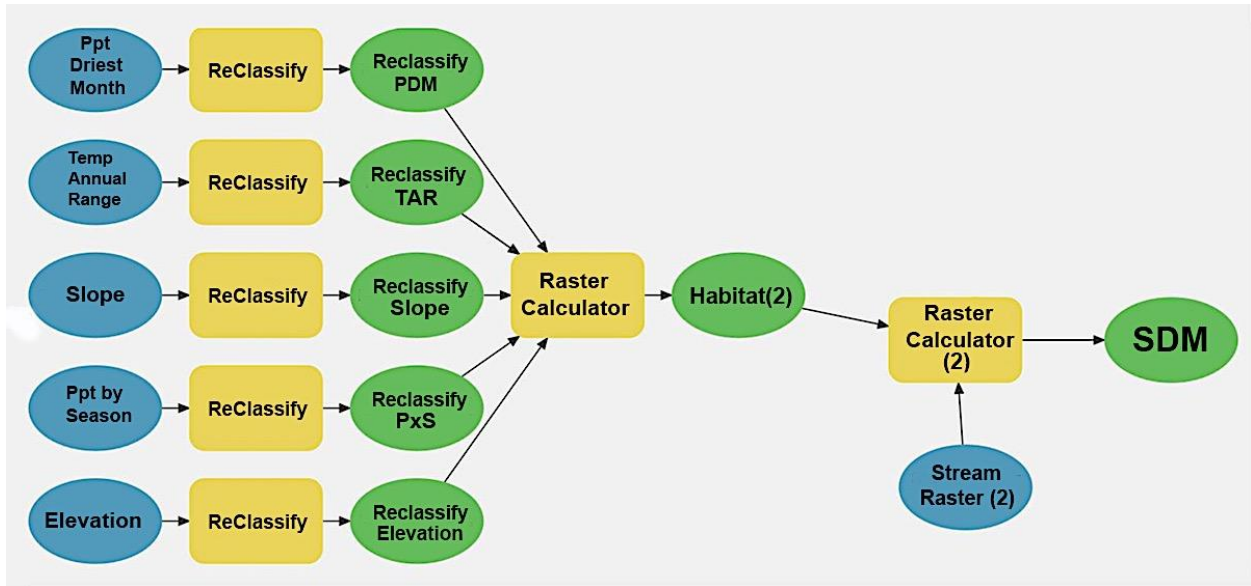 Ppt
Driest
Month
ReClassify
Reclassify
PDM
Temp
Annual
Range
ReClassify
Reclassify
TAR
Slope
ReClassify
Reclassify
Slope
Raster
Calculator
Habitat(2)
Raster
Calculator
(2)
SDM
Ppt by
Season
ReClassify
Reclassify
PxS
Stream
Raster (2)
Elevation
ReClassify
Reclassify
Elevation